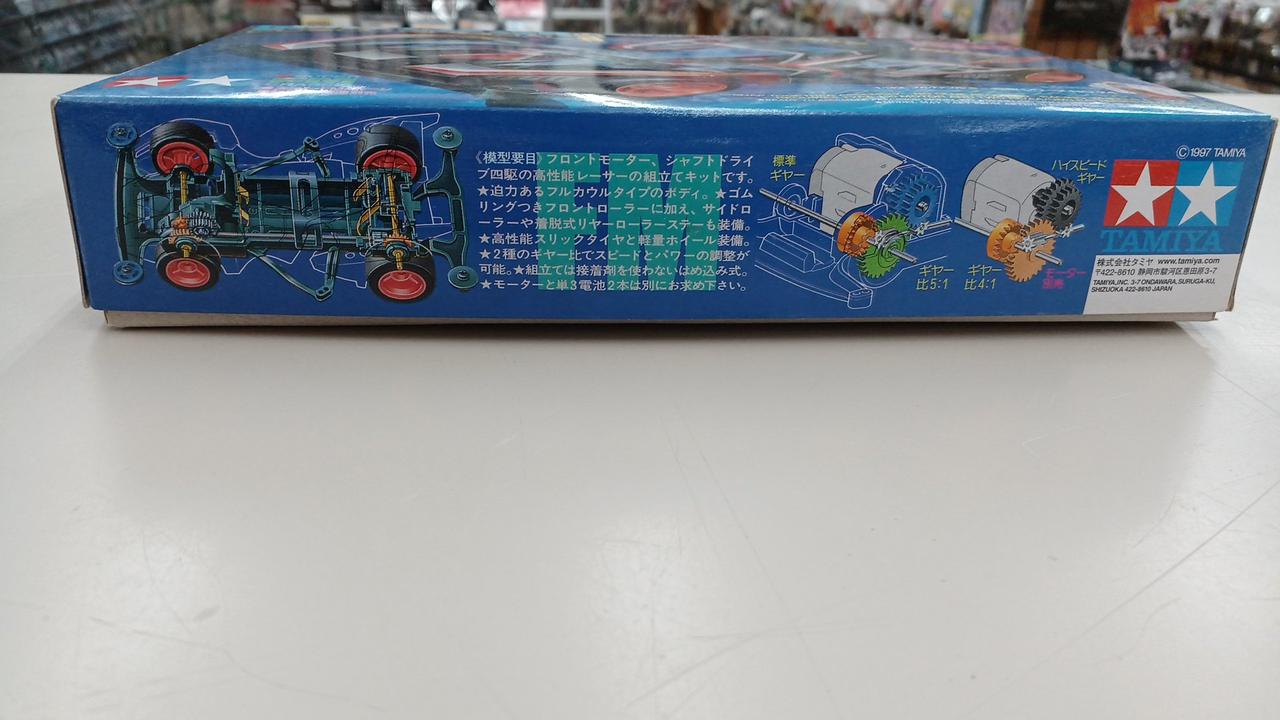 《模型要目》フロントモーター、シャフトドライ
ブ四駆の高性能レーサーの組立てキットです。
★迫力あるフルカウルタイプのボディ。★ゴム
リングつきフロントローラーに加え、サイドロ
ーラーや着脱式リヤーローラーステーも装備。
★高性能スリックタイヤと軽量ホイール装備。
★2種のギヤー比でスピードとパワーの調整が
可能。★組立ては接着剤を使わないはめ込み式。
★モーターと単3電池2本は別にお求め下さい。
標準
ギヤー
ギヤー
比5:1
ハイスピード
ギヤー
ギヤー
比4:1
モーター
別売
©1997 TAMIYA
TAMIYA
株式会社タミヤ www.tamiya.com
〒422-8610 静岡市駿河区恩田原3-7
TAMIYA,INC. 3-7 ONDAWARA, SURUGA-KU,
SHIZUOKA 422-8610 JAPAN